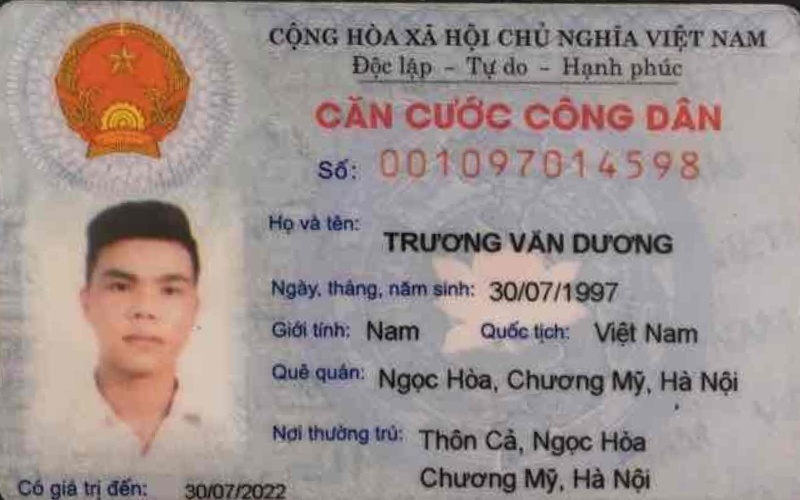 CỘNG HÒA XÃ HỘI CHỦ NGHĨA VIỆT NAM
Độc lập - Tự do - Hạnh phúc
CĂN CƯỚC CÔNG DÂN
Số: 001097014598
Họ và tên: TRƯƠNG VĂN DƯƠNG
Ngày, tháng, năm sinh: 30/07/1997
Giới tính: Nam Quốc tịch: Việt Nam
Quê quán: Ngọc Hòa, Chương Mỹ, Hà Nội
Nơi thường trú: Thôn Cả, Ngọc Hòa
Chương Mỹ, Hà Nội
Có giá trị đến: 30/07/2022